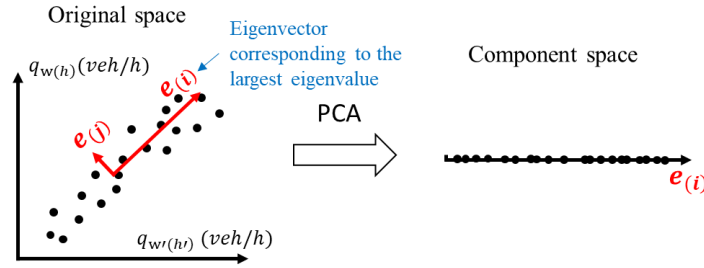 Original space
Eigenvector
corresponding to the
largest eigenvalue
q_w(h) (veh/h)
e_(i)
e_(j)
q_w′(h′) (veh/h)
PCA
Component space
e_(i)